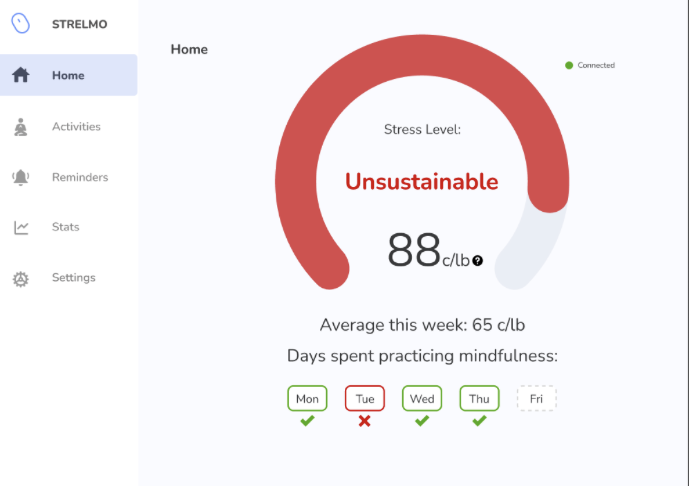 STRELMO
Home
Activities
Reminders
Stats
Settings
Home
Connected
Stress Level:
Unsustainable
88 c/lb ?
Average this week: 65 c/lb
Days spent practicing mindfulness:
Mon Tue Wed Thu Fri